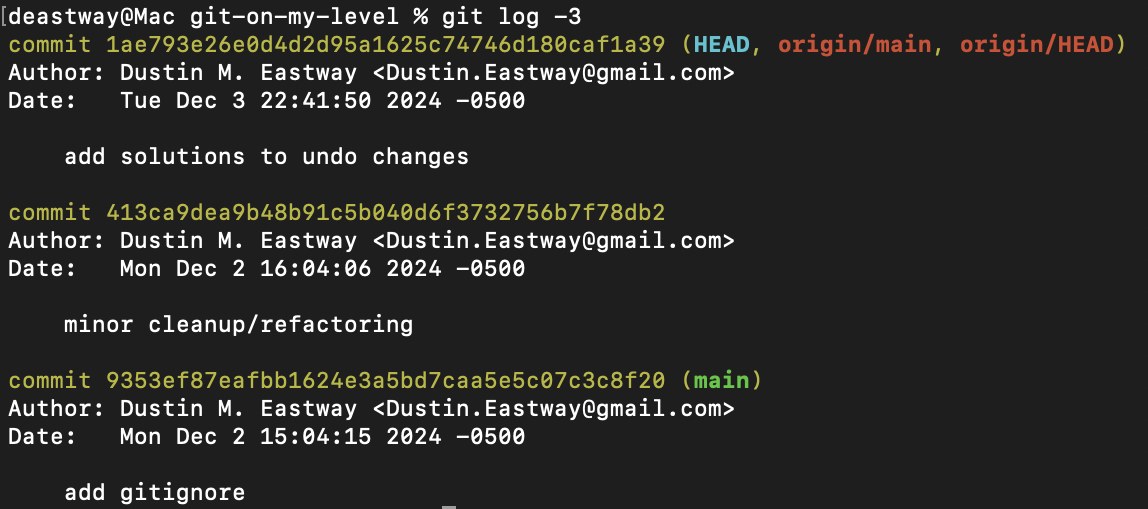 [deastway@Mac git-on-my-level % git log -3
commit 1ae793e26e0d4d2d95a1625c74746d180caf1a39 (HEAD, origin/main, origin/HEAD)
Author: Dustin M. Eastway <Dustin.Eastway@gmail.com>
Date:   Tue Dec 3 22:41:50 2024 -0500

    add solutions to undo changes

commit 413ca9dea9b48b91c5b040d6f3732756b7f78db2
Author: Dustin M. Eastway <Dustin.Eastway@gmail.com>
Date:   Mon Dec 2 16:04:06 2024 -0500

    minor cleanup/refactoring

commit 9353ef87eafbb1624e3a5bd7caa5e5c07c3c8f20 (main)
Author: Dustin M. Eastway <Dustin.Eastway@gmail.com>
Date:   Mon Dec 2 15:04:15 2024 -0500

    add gitignore